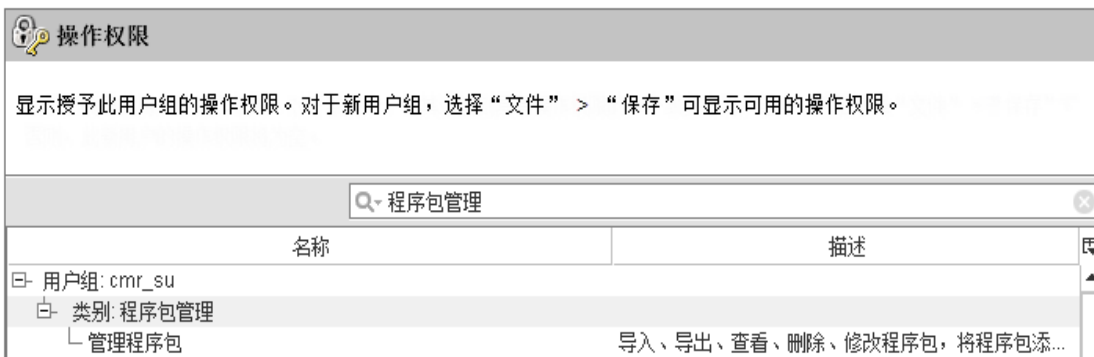 操作权限
显示授予此用户组的操作权限。对于新用户组，选择“文件” > “保存”可显示可用的操作权限。
程序包管理
名称 描述
用户组: cmr_su
类别: 程序包管理
管理程序包 导入、导出、查看、删除、修改程序包，将程序包添...